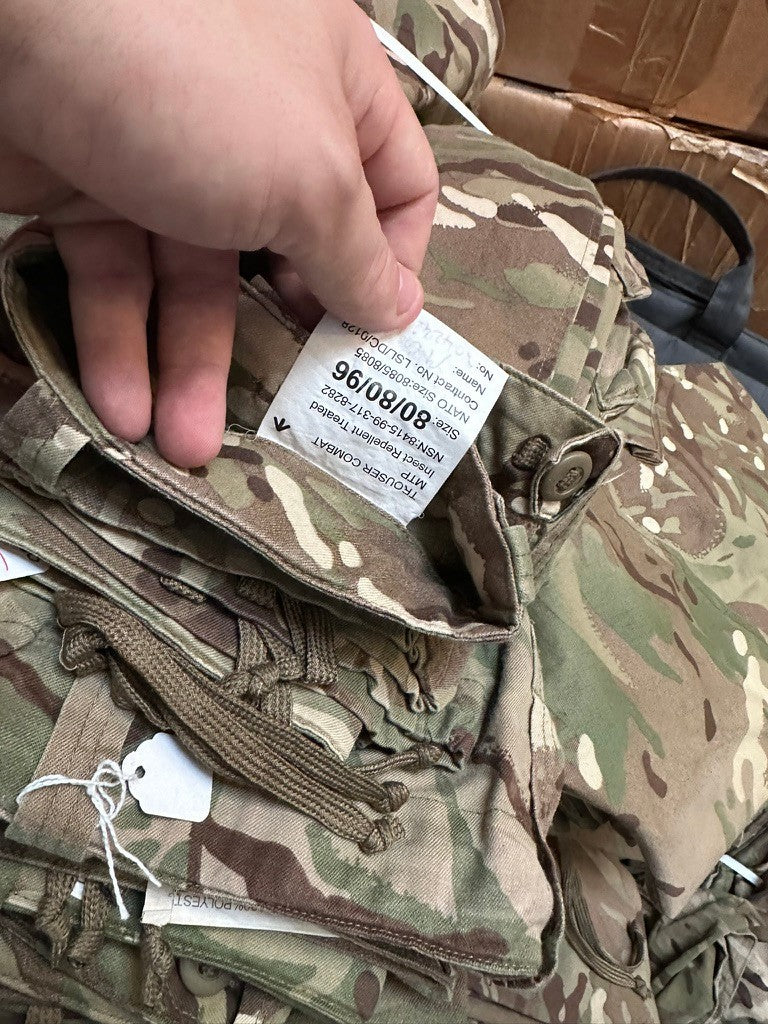 TROUSER COMBAT
MTP
Insect Repellent Treated
NSN:8415-99-317-8282
Size: 80/80/96
NATO Size:8085/8085
Contract No. LSL/DC/0128
Name:
No:
POLYEST